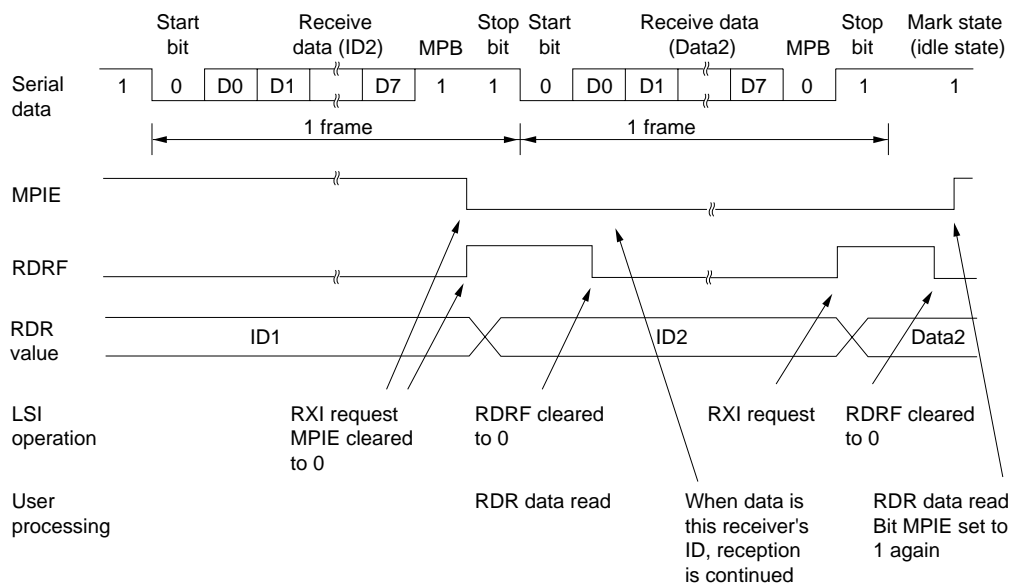 Start bit
Receive data (ID2)
MPB
Stop bit
Start bit
Receive data (Data2)
MPB
Stop bit
Mark state (idle state)
Serial data
1 0 D0 D1 D7 1 1 0 D0 D1 D7 0 1 1
1 frame 1 frame
MPIE
RDRF
RDR value
ID1 ID2 Data2
LSI operation
RXI request
MPIE cleared
to 0
RDRF cleared
to 0
RXI request
RDRF cleared
to 0
User processing
RDR data read
When data is
this receiver's
ID, reception
is continued
RDR data read
Bit MPIE set to
1 again